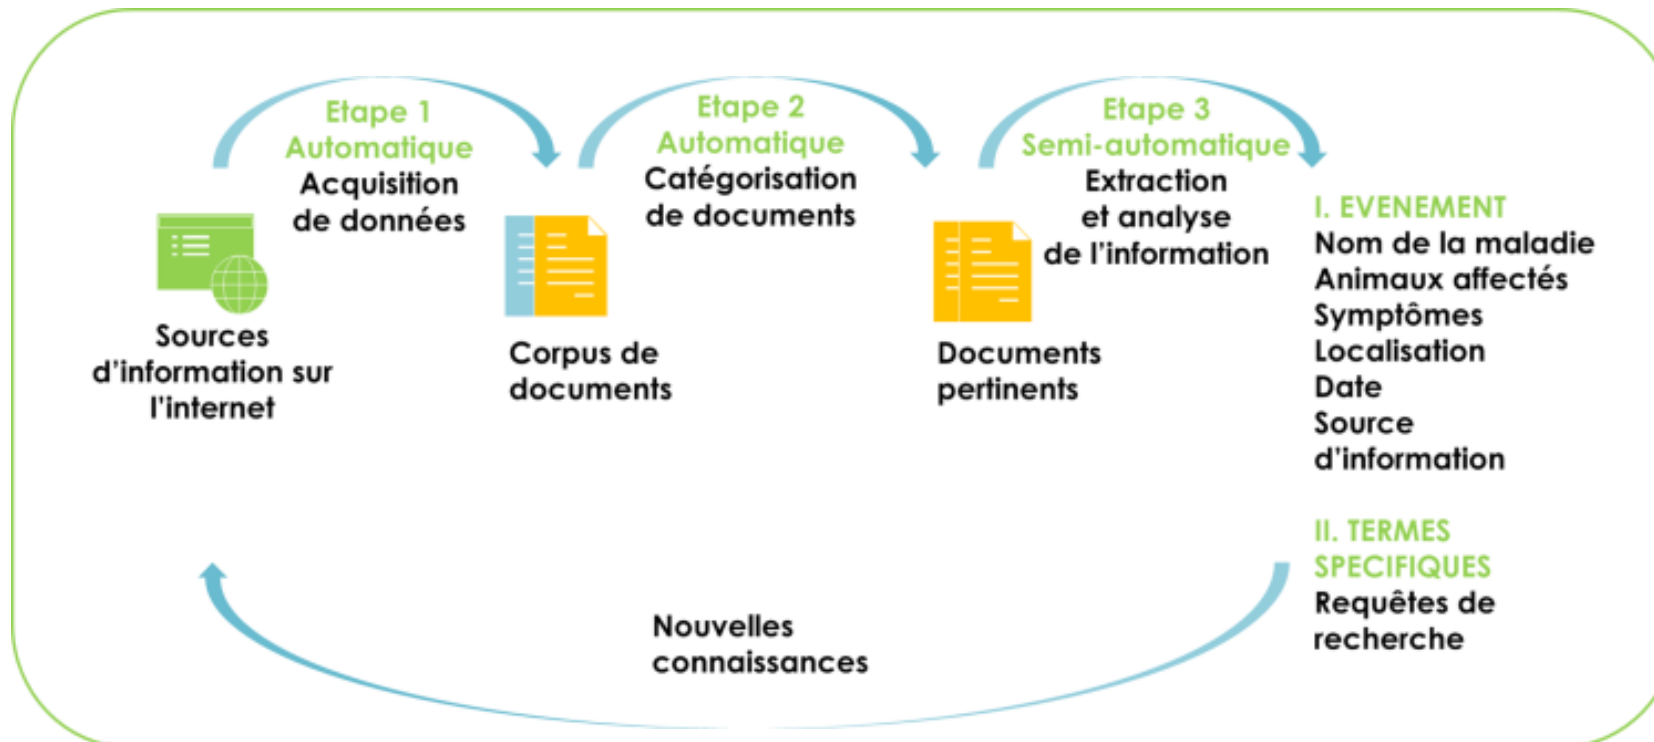 Etape 1
Automatique
Acquisition
de données
Etape 2
Automatique
Catégorisation
de documents
Etape 3
Semi-automatique
Extraction
et analyse
de l'information
Sources
d'information sur
l'internet
Corpus de
documents
Documents
pertinents
I. EVENEMENT
Nom de la maladie
Animaux affectés
Symptômes
Localisation
Date
Source
d'information
II. TERMES
SPECIFIQUES
Requêtes de
recherche
Nouvelles
connaissances